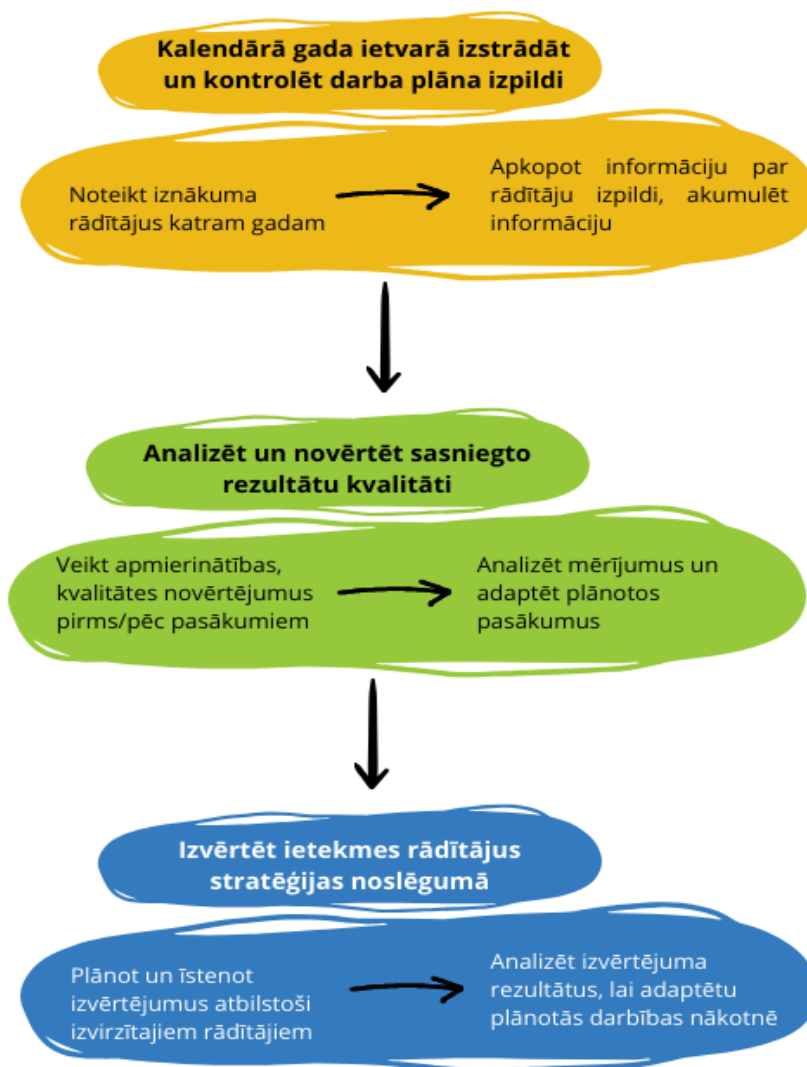 Kalendārā gada ietvarā izstrādāt
un kontrolēt darba plāna izpildi
Noteikt iznākuma
rādītājus katram gadam
Apkopot informāciju par
rādītāju izpildi, akumulēt
informāciju
Analizēt un novērtēt sasniegto
rezultātu kvalitāti
Veikt apmierinātības,
kvalitātes novērtējumus
pirms/pēc pasākumiem
Analizēt mērījumus un
adaptēt plānotos
pasākumus
Izvērtēt ietekmes rādītājus
stratēģijas noslēgumā
Plānot un īstenot
izvērtējumus atbilstoši
izvirzītajiem rādītājiem
Analizēt izvērtējuma
rezultātus, lai adaptētu
plānotās darbības nākotnē